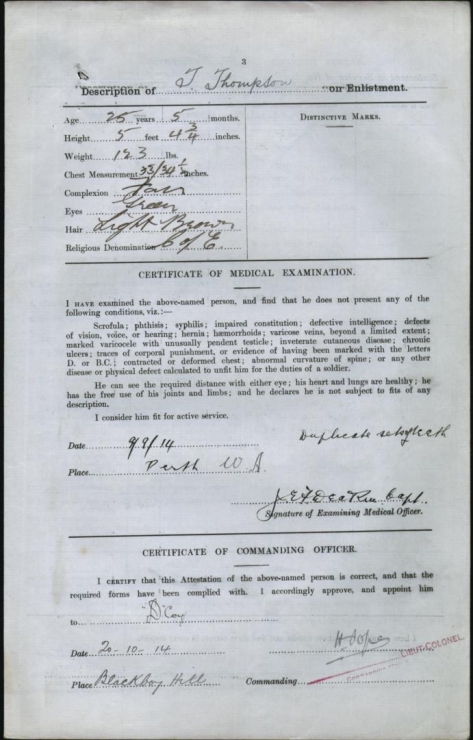 3
Description of T Thompson on Enlistment.
Age 25 years 5 months.
Height 5 feet 4 3/4 inches.
Weight 123 lbs.
Chest Measurement 33/34 1/2 inches.
Complexion Fair
Eyes Green
Hair Light Brown
Religious Denomination C of E
DISTINCTIVE MARKS.
CERTIFICATE OF MEDICAL EXAMINATION.
I HAVE examined the above-named person, and find that he does not present any of the
following conditions, viz.:—
Scrofula; phthisis; syphilis; impaired constitution; defective intelligence; defects
of vision, voice, or hearing; hernia; hæmorrhoids; varicose veins, beyond a limited extent;
marked varicocele with unusually pendent testicle; inveterate cutaneous disease; chronic
ulcers; traces of corporal punishment, or evidence of having been marked with the letters
D. or B.C.; contracted or deformed chest; abnormal curvature of spine; or any other
disease or physical defect calculated to unfit him for the duties of a soldier.
He can see the required distance with either eye; his heart and lungs are healthy; he
has the free use of his joints and limbs; and he declares he is not subject to fits of any
description.
I consider him fit for active service.
Date 9/9/14
Duplicate set of teeth
Place Perth W A.
Deakin Capt.
Signature of Examining Medical Officer.
CERTIFICATE OF COMMANDING OFFICER.
I CERTIFY that this Attestation of the above-named person is correct, and that the
required forms have been complied with. I accordingly approve, and appoint him
to "D" Coy
Date 20-10-14
LIEUT-COLONEL
Place Blackboy Hill Commanding